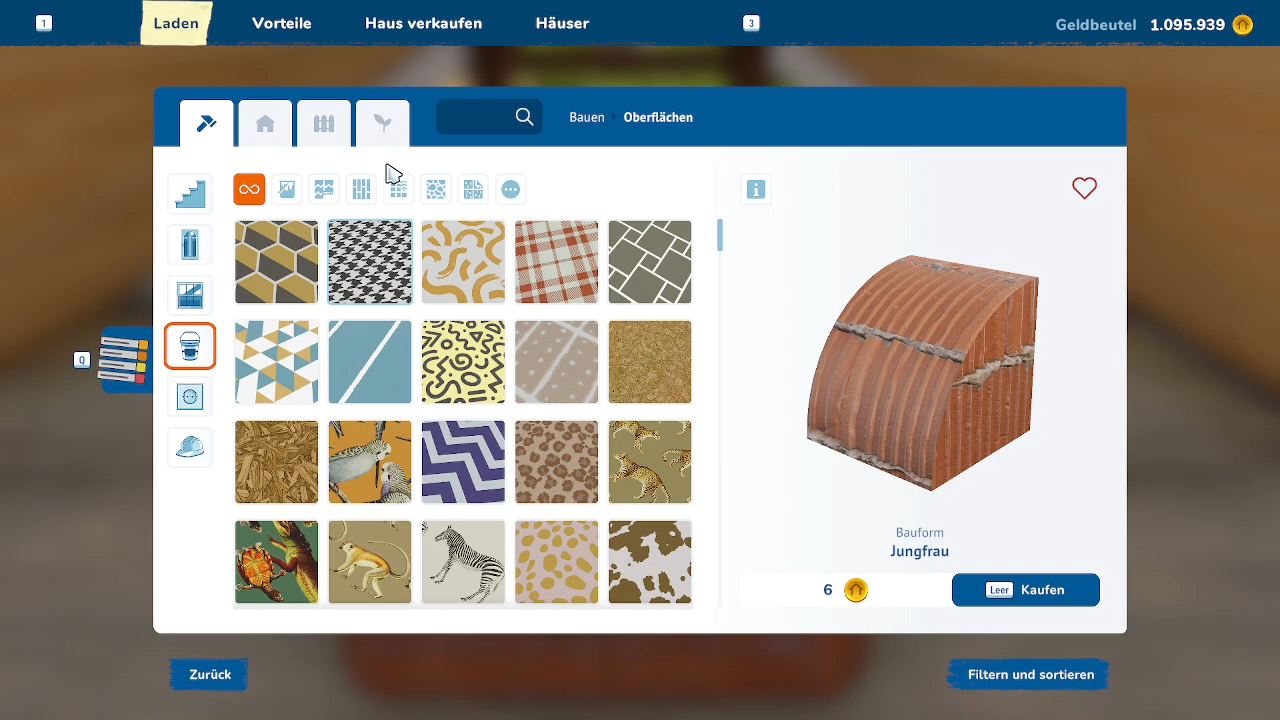 1 Laden Vorteile Haus verkaufen Häuser 3 Geldbeutel 1.095.939
Bauen Oberflächen
Q
Bauform
Jungfrau
6 Leer Kaufen
Zurück Filtern und sortieren